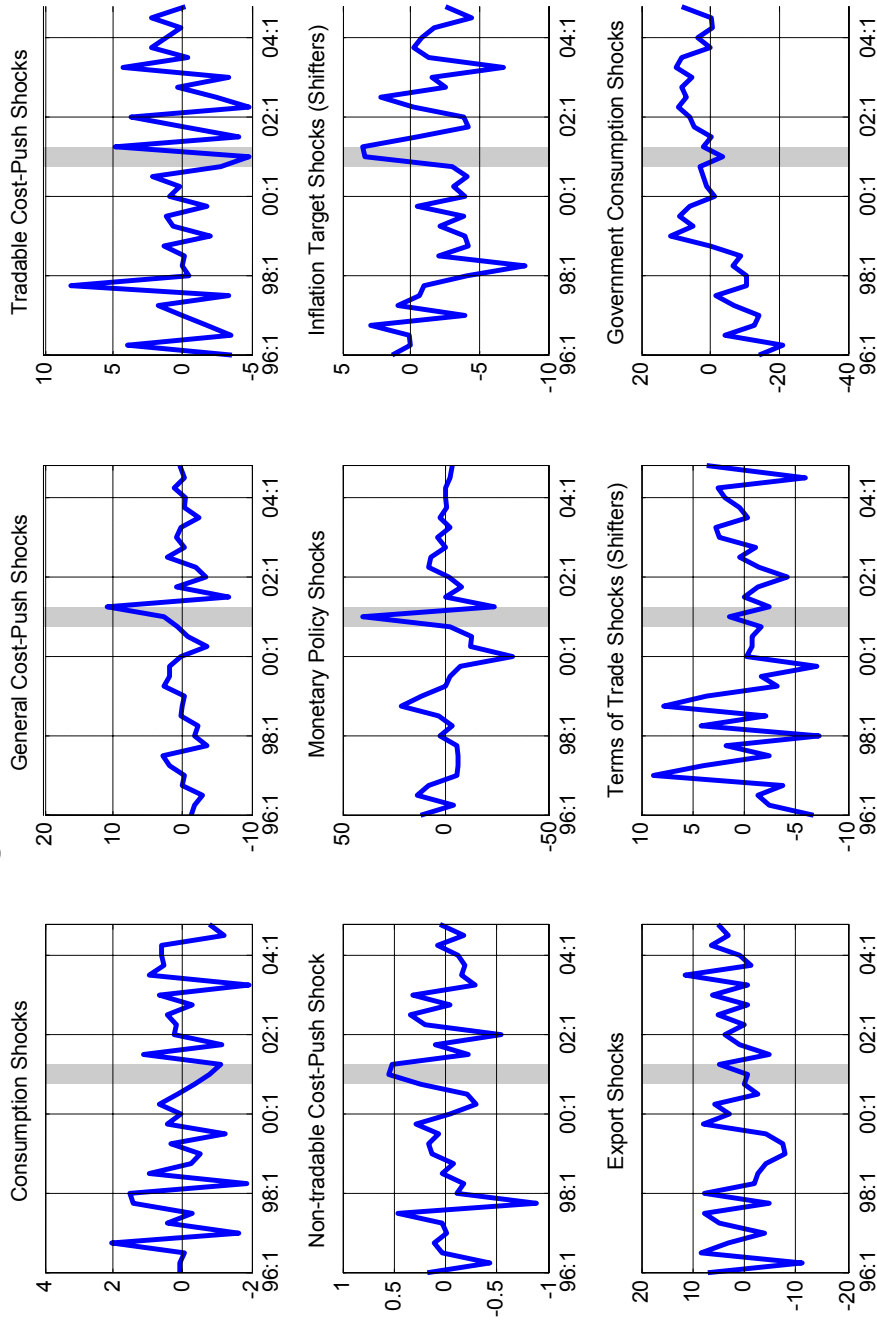 Consumption Shocks
4
2
0
-2
96:1 98:1 00:1 02:1 04:1
General Cost-Push Shocks
20
10
0
-10
96:1 98:1 00:1 02:1 04:1
Tradable Cost-Push Shocks
10
5
0
-5
96:1 98:1 00:1 02:1 04:1
Non-tradable Cost-Push Shock
1
0.5
0
-0.5
-1
96:1 98:1 00:1 02:1 04:1
Monetary Policy Shocks
50
0
-50
96:1 98:1 00:1 02:1 04:1
Inflation Target Shocks (Shifters)
5
0
-5
-10
96:1 98:1 00:1 02:1 04:1
Export Shocks
20
10
0
-10
-20
96:1 98:1 00:1 02:1 04:1
Terms of Trade Shocks (Shifters)
10
5
0
-5
-10
96:1 98:1 00:1 02:1 04:1
Government Consumption Shocks
20
0
-20
-40
96:1 98:1 00:1 02:1 04:1